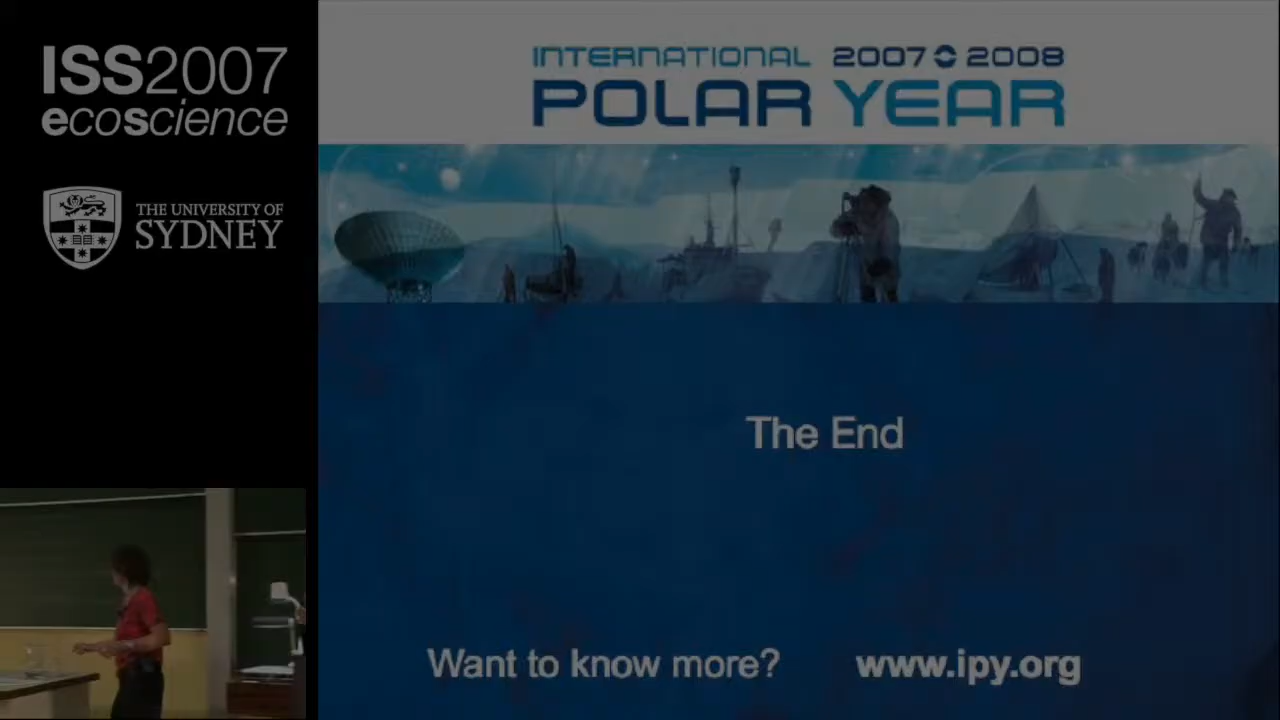 ISS2007
ecoscience
THE UNIVERSITY OF
SYDNEY
INTERNATIONAL 2007 2008
POLAR YEAR
The End
Want to know more? www.ipy.org